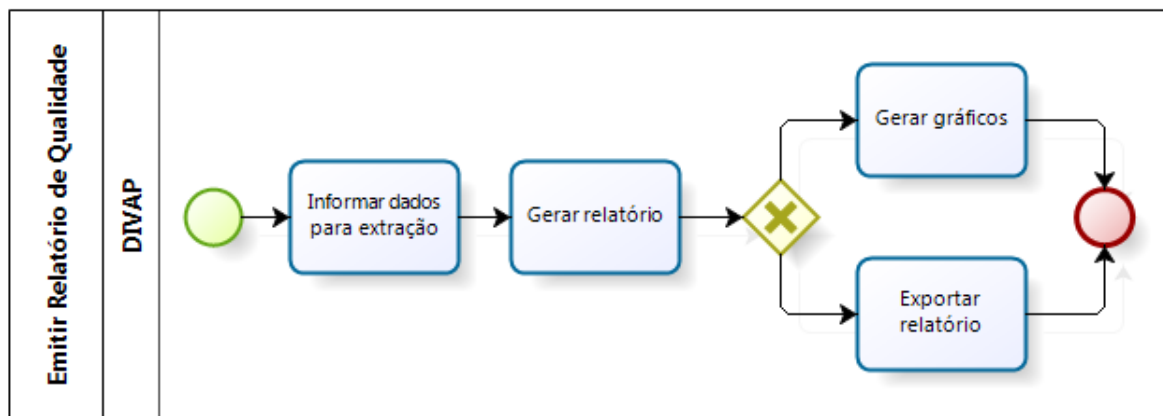 Emitir Relatório de Qualidade
DIVAP
Informar dados
para extração
Gerar relatório
Gerar gráficos
Exportar
relatório